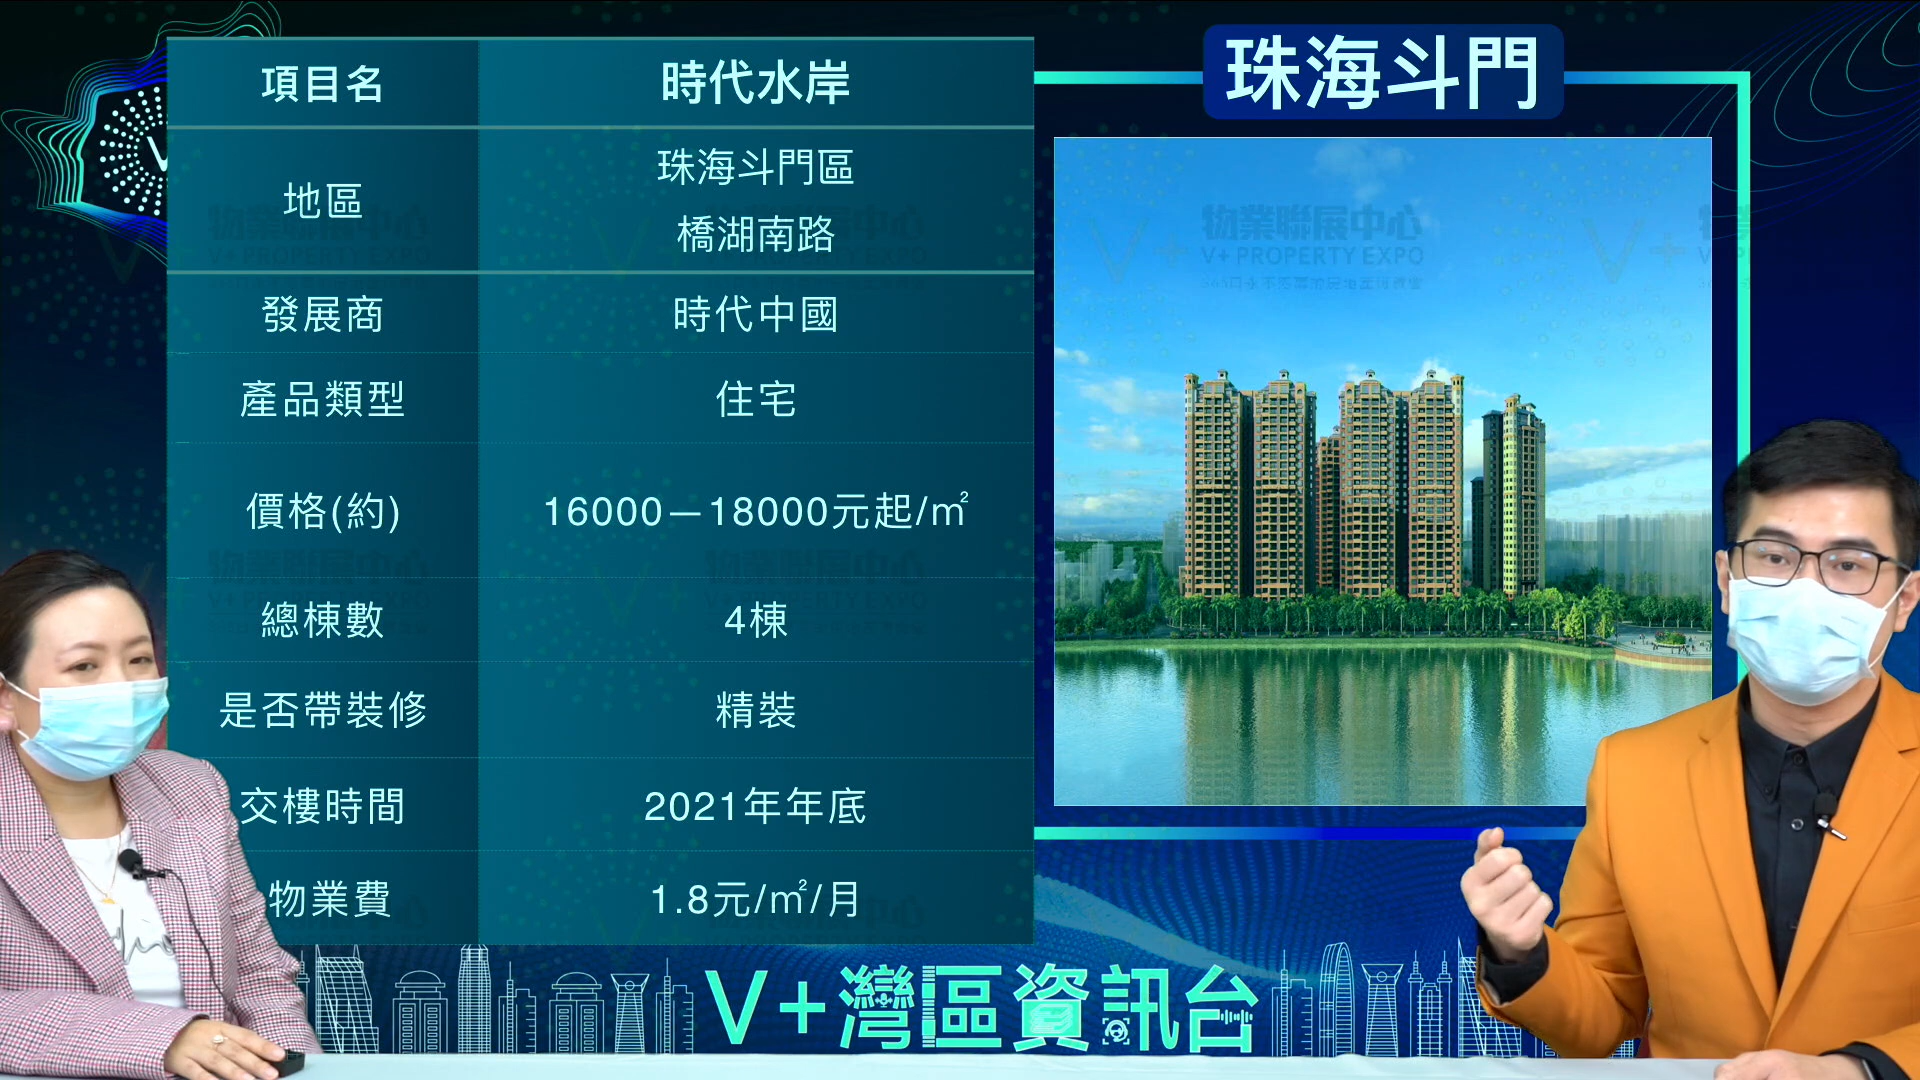 珠海斗門
項目名 時代水岸
地區 珠海斗門區
橋湖南路
發展商 時代中國
產品類型 住宅
價格(約) 16000—18000元起/㎡
總棟數 4棟
是否帶裝修 精裝
交樓時間 2021年年底
物業費 1.8元/㎡/月
物業聯展中心
V+ PROPERTY EXPO
V+灣區資訊台